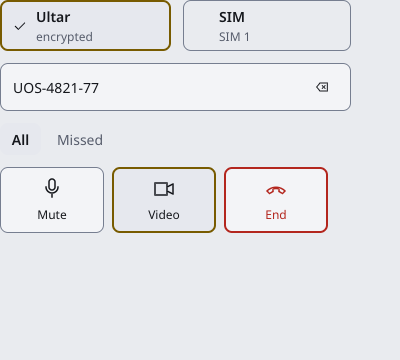 Ultar
encrypted
SIM
SIM 1
UOS-4821-77
All
Missed
Mute
Video
End